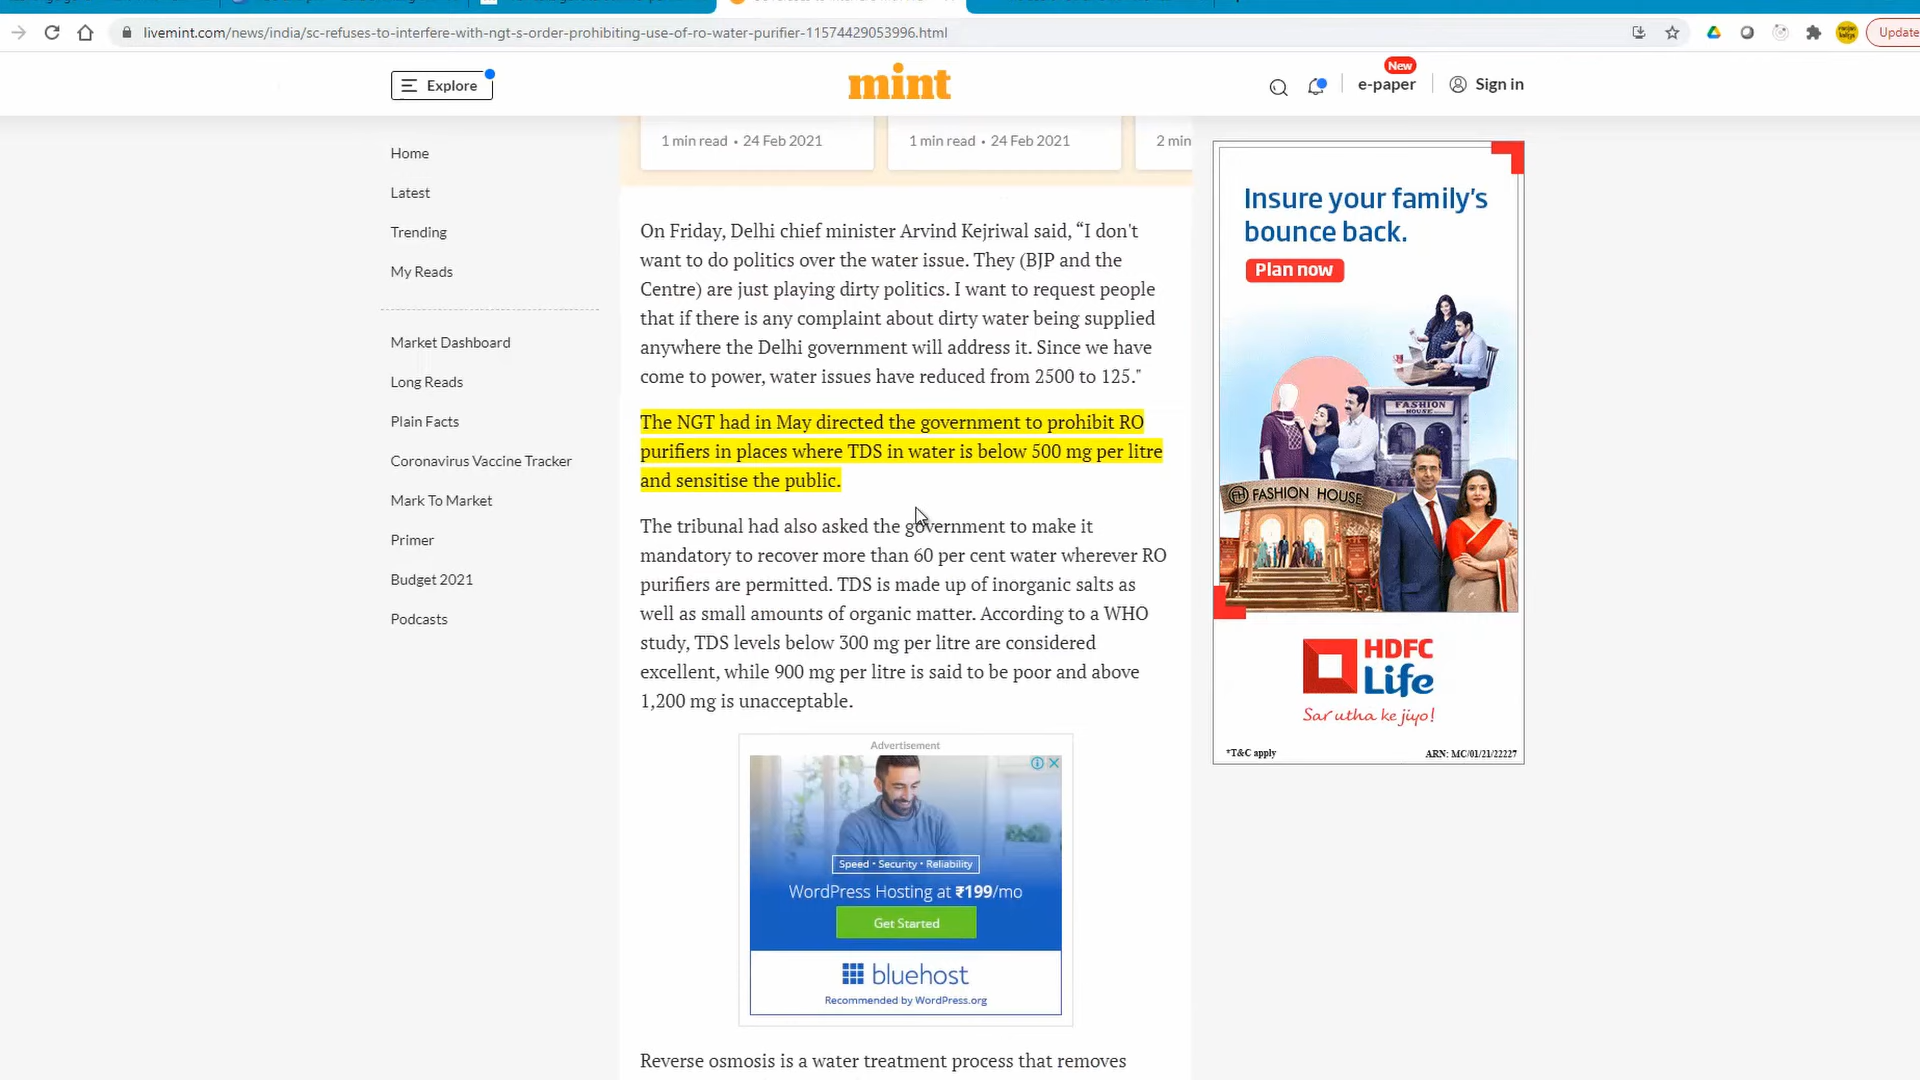 livemint.com/news/india/sc-refuses-to-interfere-with-ngt-s-order-prohibiting-use-of-ro-water-purifier-11574429053996.html
Update
Explore
mint
New
e-paper
Sign in
Home
Latest
Trending
My Reads
Market Dashboard
Long Reads
Plain Facts
Coronavirus Vaccine Tracker
Mark To Market
Primer
Budget 2021
Podcasts
1 min read • 24 Feb 2021
1 min read • 24 Feb 2021
2 min
On Friday, Delhi chief minister Arvind Kejriwal said, “I don't
want to do politics over the water issue. They (BJP and the
Centre) are just playing dirty politics. I want to request people
that if there is any complaint about dirty water being supplied
anywhere the Delhi government will address it. Since we have
come to power, water issues have reduced from 2500 to 125."
The NGT had in May directed the government to prohibit RO
purifiers in places where TDS in water is below 500 mg per litre
and sensitise the public.
The tribunal had also asked the government to make it
mandatory to recover more than 60 per cent water wherever RO
purifiers are permitted. TDS is made up of inorganic salts as
well as small amounts of organic matter. According to a WHO
study, TDS levels below 300 mg per litre are considered
excellent, while 900 mg per litre is said to be poor and above
1,200 mg is unacceptable.
Advertisement
Speed • Security • Reliability
WordPress Hosting at ₹199/mo
Get Started
bluehost
Recommended by WordPress.org
Reverse osmosis is a water treatment process that removes
Insure your family's
bounce back.
Plan now
FASHION HOUSE
FH FASHION HOUSE
HDFC
Life
Sar utha ke jiyo!
*T&C apply
ARN: MC/01/21/22227